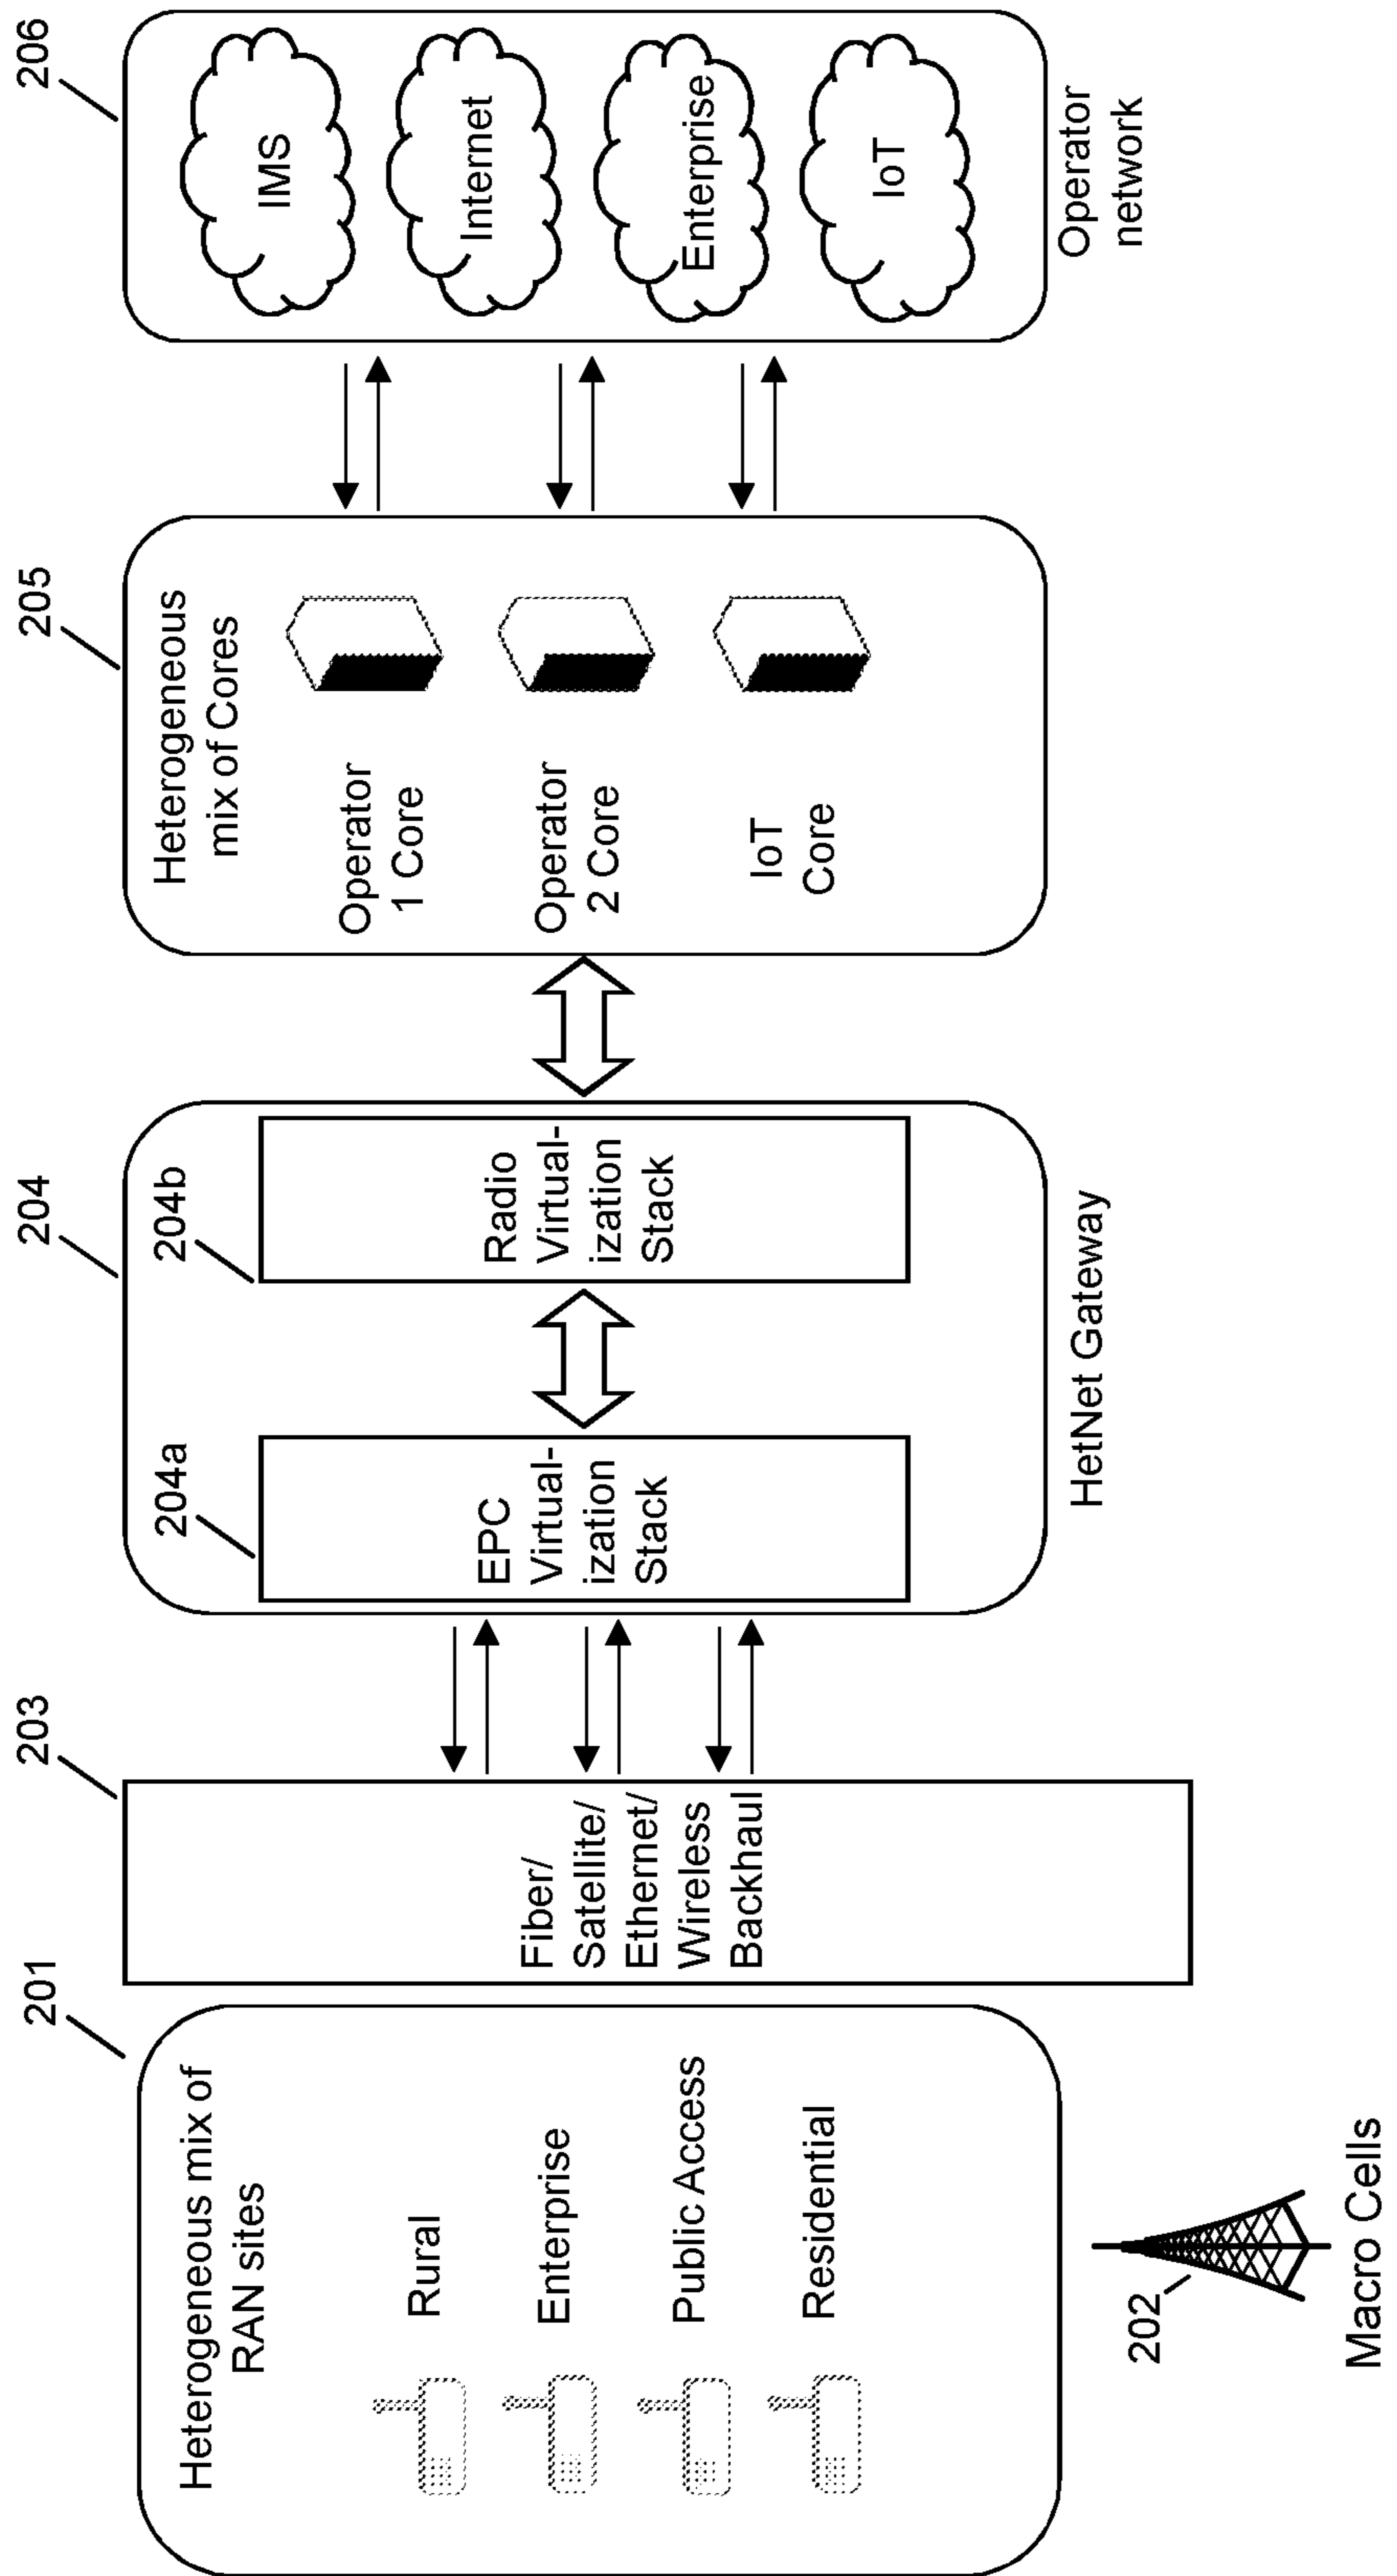 201
Heterogeneous mix of
RAN sites
Rural
Enterprise
Public Access
Residential
202
Macro Cells
203
Fiber/
Satellite/
Ethernet/
Wireless
Backhaul
204
204a
EPC
Virtual-
ization
Stack
204b
Radio
Virtual-
ization
Stack
HetNet Gateway
205
Heterogeneous
mix of Cores
Operator
1 Core
Operator
2 Core
IoT
Core
206
IMS
Internet
Enterprise
IoT
Operator
network